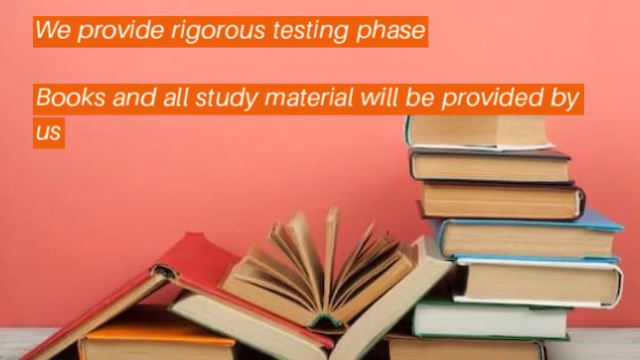 We provide rigorous testing phase
Books and all study material will be provided by
us